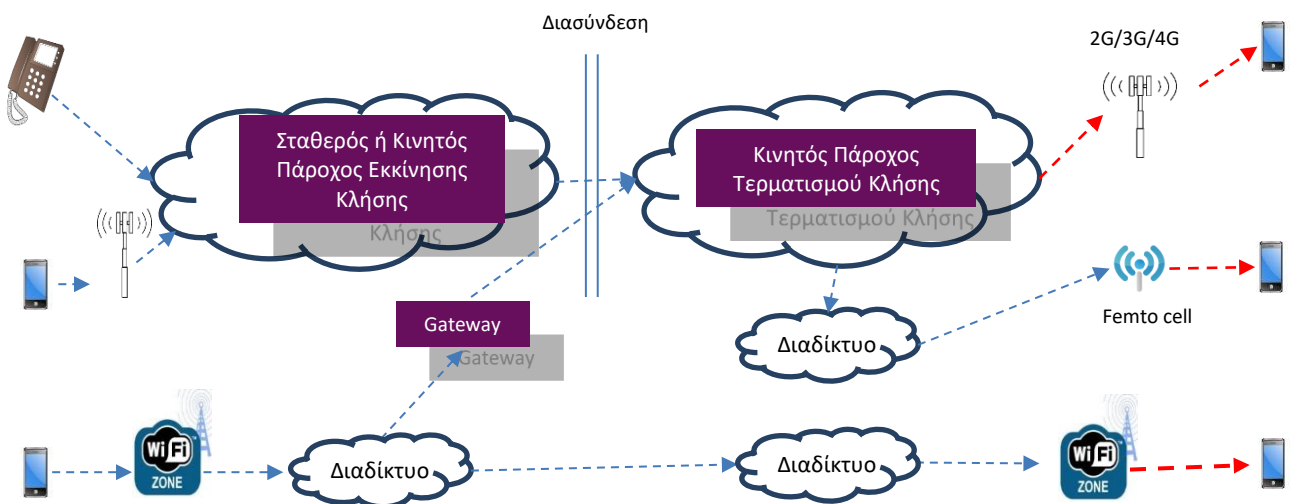 Διασύνδεση
2G/3G/4G
Σταθερός ή Κινητός
Πάροχος Εκκίνησης
Κλήσης
Κλήσης
Κινητός Πάροχος
Τερματισμού Κλήσης
Τερματισμού Κλήσης
Gateway
Gateway
Διαδίκτυο
Femto cell
Wi Fi
ZONE
Διαδίκτυο
Διαδίκτυο
Wi Fi
ZONE